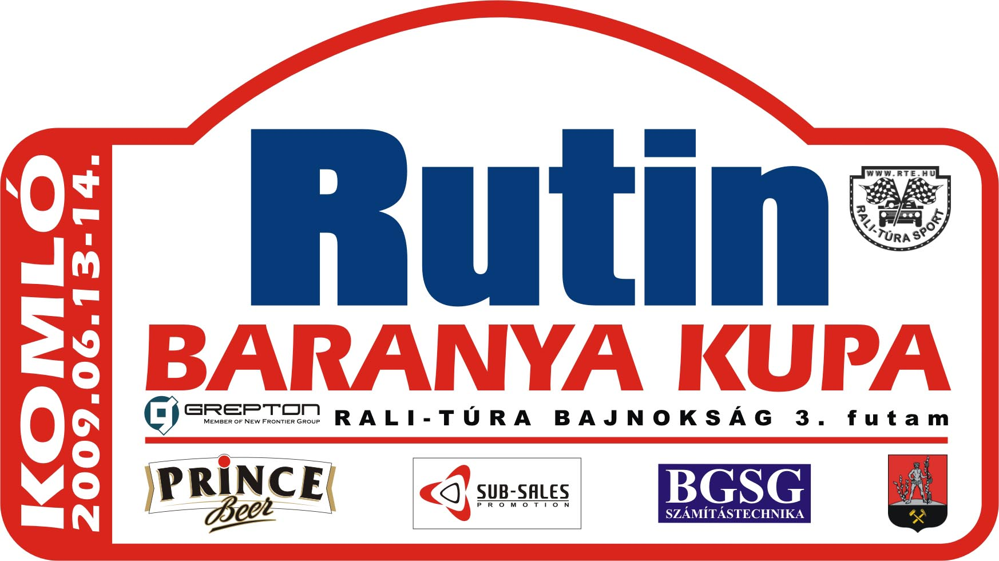 KOMLÓ
2009.06.13-14.
Rutin
WWW.RTE.HU
RALI-TÚRA SPORT
BARANYA KUPA
GREPTON
MEMBER OF NEW FRONTIER GROUP
RALI-TÚRA BAJNOKSÁG 3. futam
PRINCE
Beer
SUB-SALES
PROMOTION
BGSG
SZÁMÍTÁSTECHNIKA